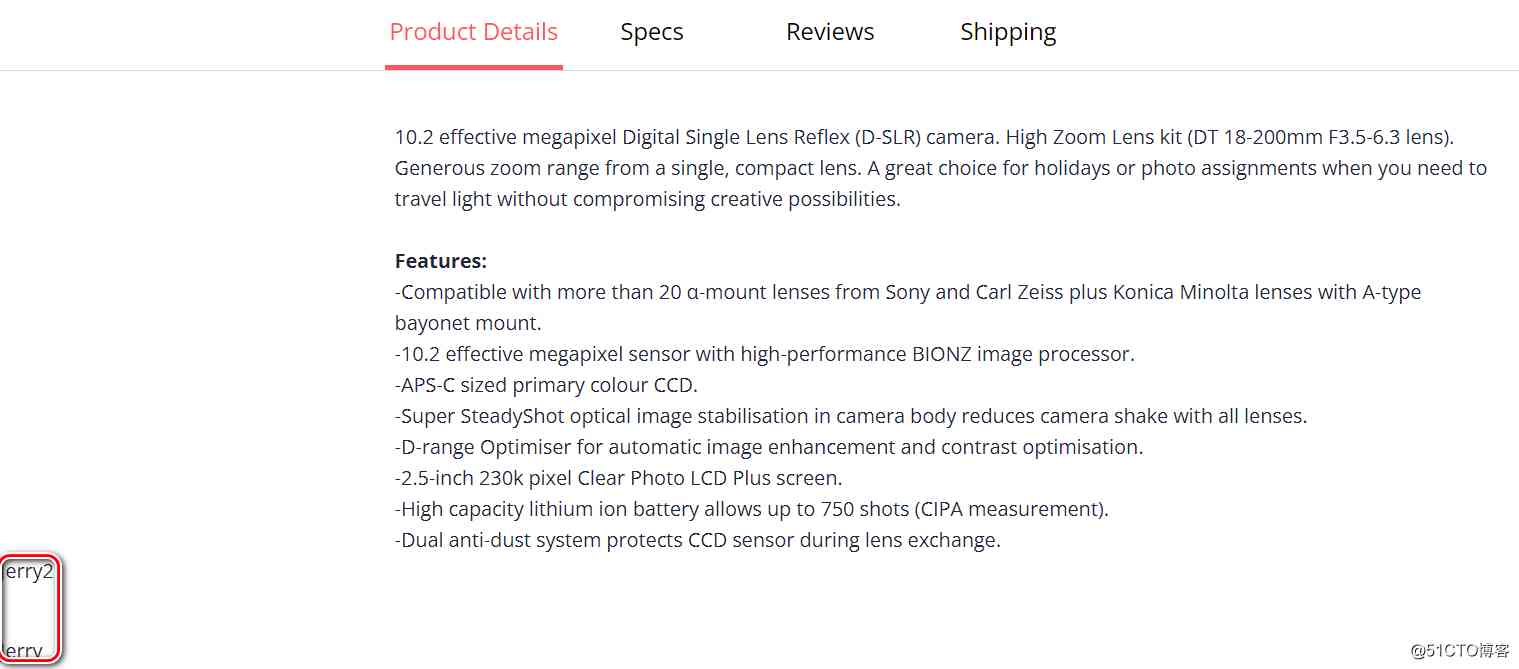 Product Details Specs Reviews Shipping
10.2 effective megapixel Digital Single Lens Reflex (D-SLR) camera. High Zoom Lens kit (DT 18-200mm F3.5-6.3 lens).
Generous zoom range from a single, compact lens. A great choice for holidays or photo assignments when you need to
travel light without compromising creative possibilities.
Features:
-Compatible with more than 20 α-mount lenses from Sony and Carl Zeiss plus Konica Minolta lenses with A-type
bayonet mount.
-10.2 effective megapixel sensor with high-performance BIONZ image processor.
-APS-C sized primary colour CCD.
-Super SteadyShot optical image stabilisation in camera body reduces camera shake with all lenses.
-D-range Optimiser for automatic image enhancement and contrast optimisation.
-2.5-inch 230k pixel Clear Photo LCD Plus screen.
-High capacity lithium ion battery allows up to 750 shots (CIPA measurement).
-Dual anti-dust system protects CCD sensor during lens exchange.
Jerry2
Jerry
@51CTO博客